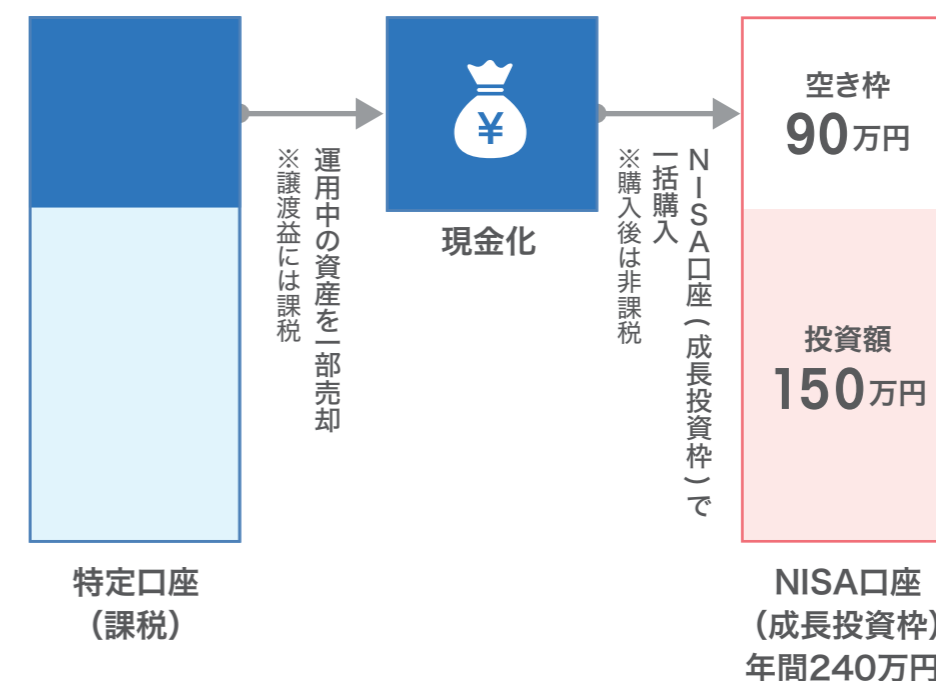 特定口座
（課税）
運用中の資産を一部売却
※譲渡益には課税
¥
現金化
NISA口座（成長投資枠）で
一括購入
※購入後は非課税
空き枠
90万円
投資額
150万円
NISA口座
（成長投資枠）
年間240万円